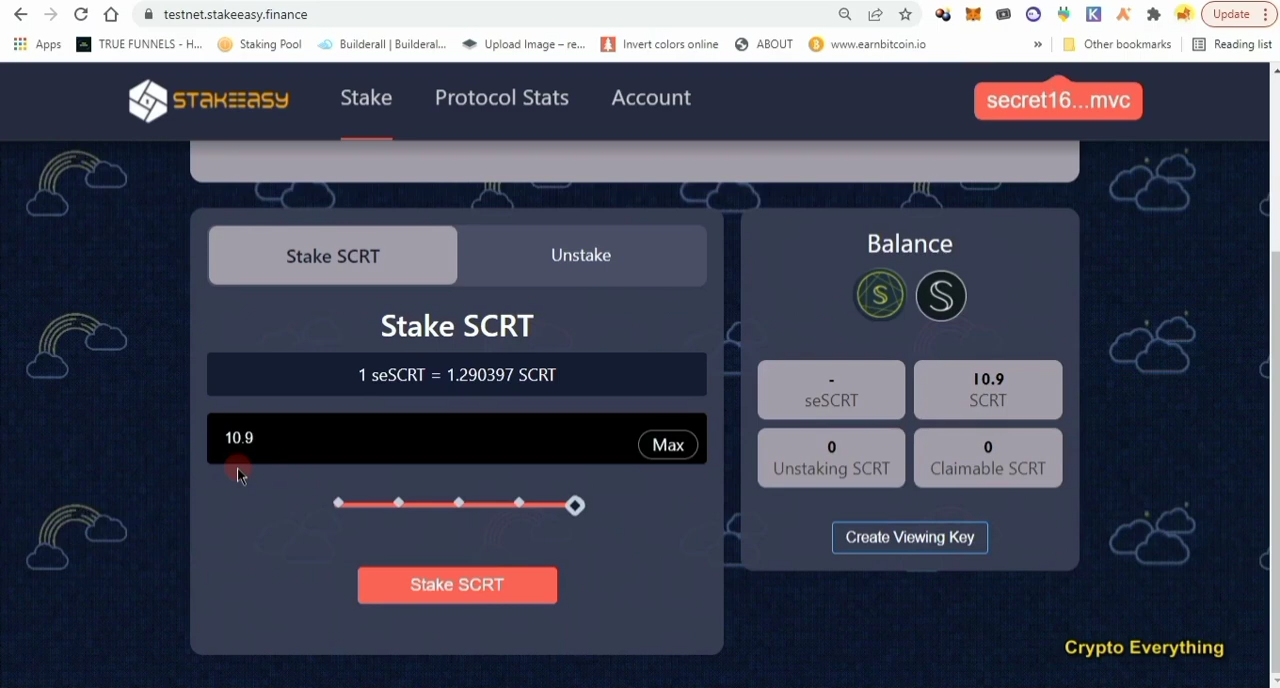 testnet.stakeeasy.finance
Update
Apps TRUE FUNNELS - H... Staking Pool Builderall | Builderal... Upload Image – re... Invert colors online ABOUT www.earnbitcoin.io » Other bookmarks Reading list
STAKEEASY Stake Protocol Stats Account secret16...mvc
Stake SCRT Unstake
Stake SCRT
1 seSCRT = 1.290397 SCRT
10.9
Max
Stake SCRT
Balance
-
seSCRT
10.9
SCRT
0
Unstaking SCRT
0
Claimable SCRT
Create Viewing Key
Crypto Everything